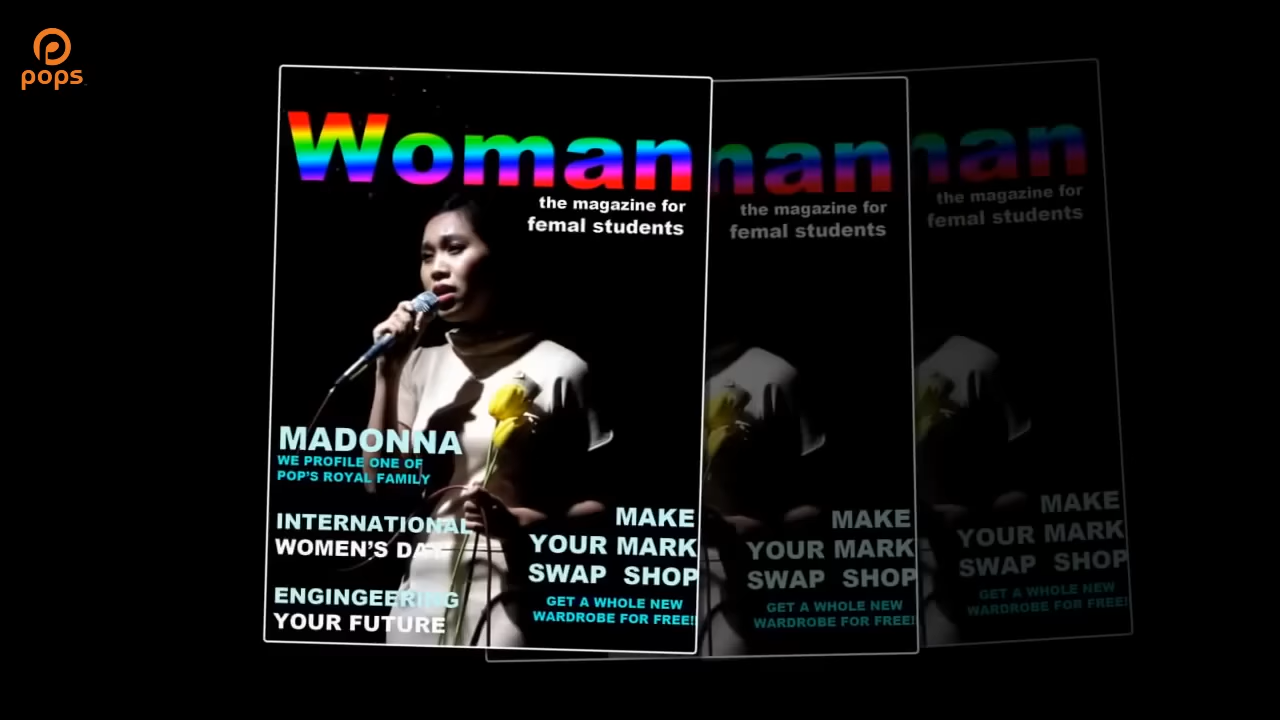 pops
Woman
the magazine for
femal students
MADONNA
WE PROFILE ONE OF
POP'S ROYAL FAMILY
INTERNATIONAL
WOMEN'S DAY
ENGINGEERING
YOUR FUTURE
MAKE
YOUR MARK
SWAP SHOP
GET A WHOLE NEW
WARDROBE FOR FREE!
man
the magazine for
femal students
MAKE
YOUR MARK
SWAP SHOP
GET A WHOLE NEW
WARDROBE FOR FREE!
an
the magazine for
femal students
MAKE
YOUR MARK
SWAP SHOP
GET A WHOLE NEW
WARDROBE FOR FREE!